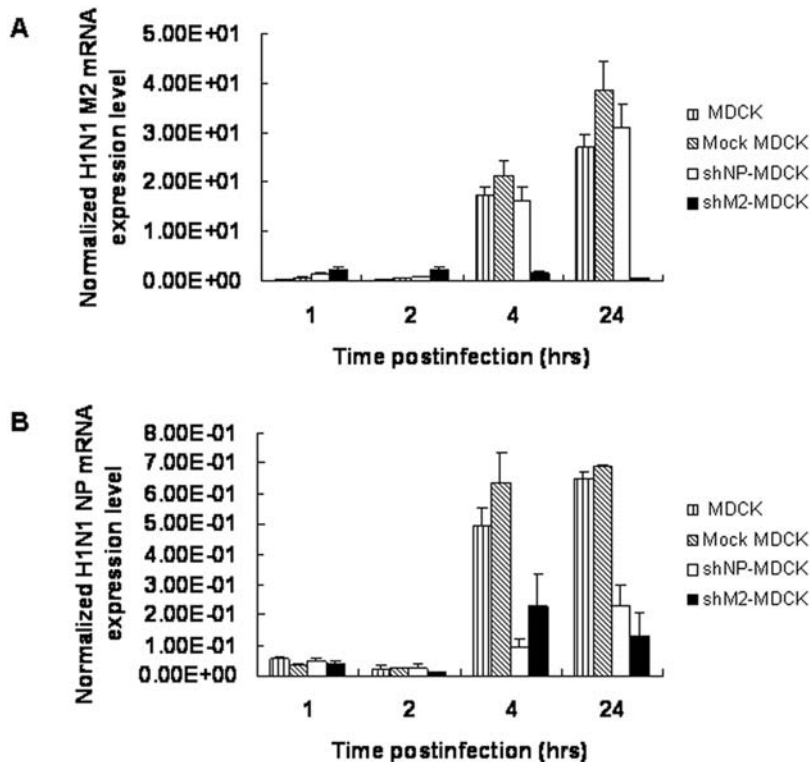 A
Normalized H1N1 M2 mRNA
expression level
5.00E+01
4.00E+01
3.00E+01
2.00E+01
1.00E+01
0.00E+00
1 2 4 24
Time postinfection (hrs)
MDCK
Mock MDCK
shNP-MDCK
shM2-MDCK
B
Normalized H1N1 NP mRNA
expression level
8.00E-01
7.00E-01
6.00E-01
5.00E-01
4.00E-01
3.00E-01
2.00E-01
1.00E-01
0.00E+00
1 2 4 24
Time postinfection (hrs)
MDCK
Mock MDCK
shNP-MDCK
shM2-MDCK